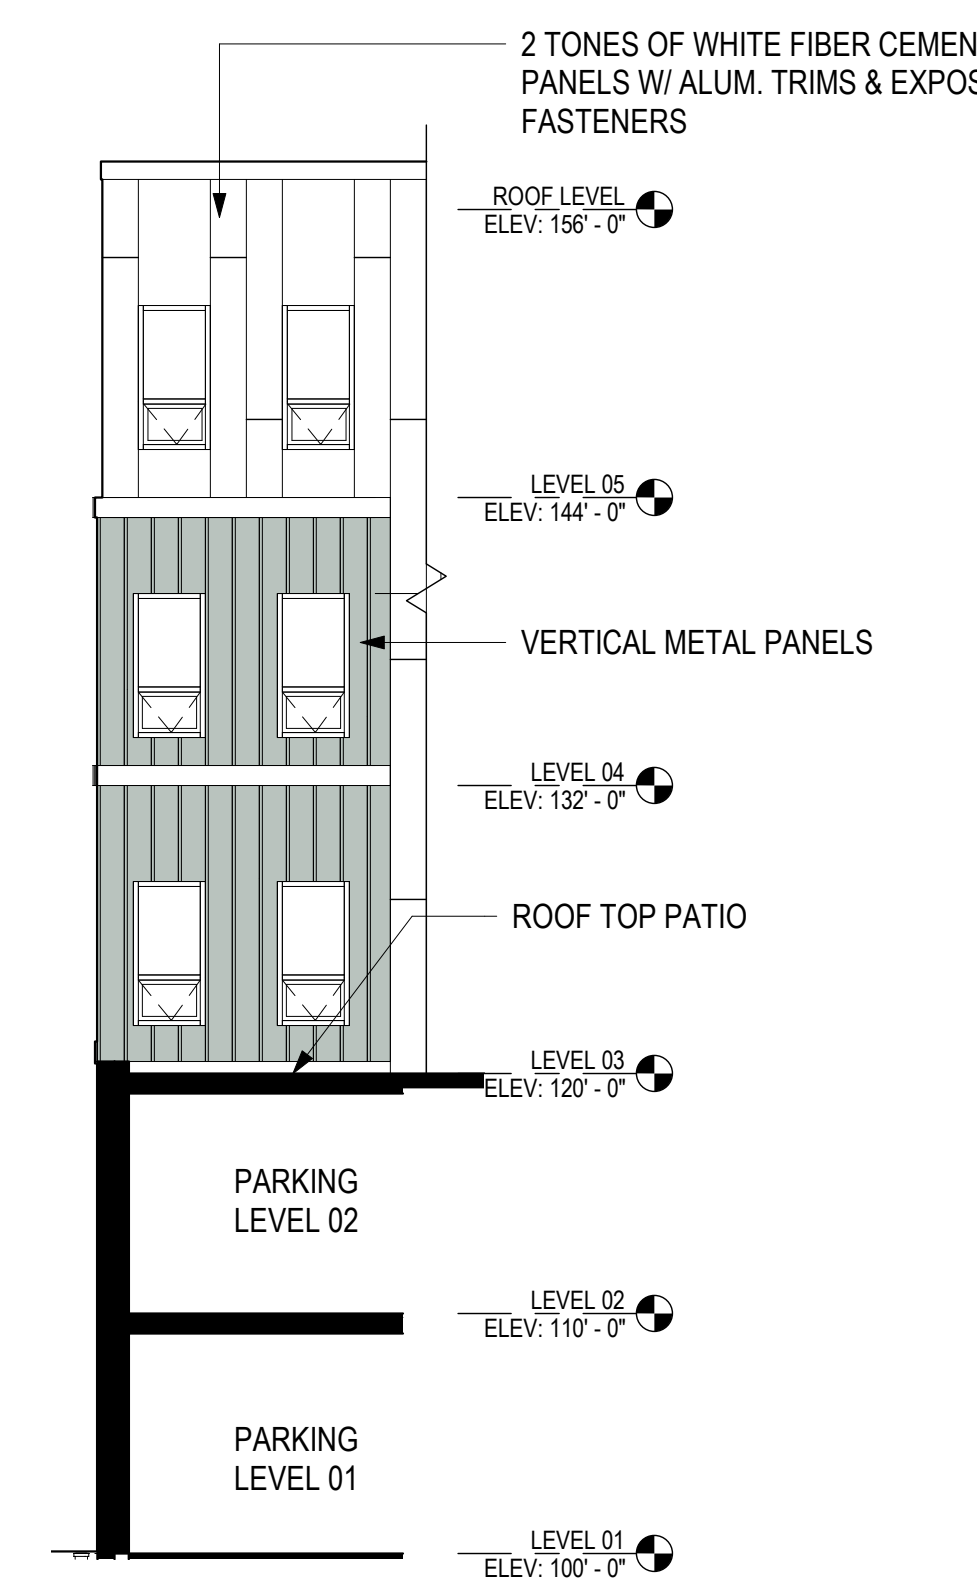 2 TONES OF WHITE FIBER CEMEN
PANELS W/ ALUM. TRIMS & EXPOS
FASTENERS
ROOF LEVEL
ELEV: 156' - 0"
LEVEL 05
ELEV: 144' - 0"
VERTICAL METAL PANELS
LEVEL 04
ELEV: 132' - 0"
ROOF TOP PATIO
LEVEL 03
ELEV: 120' - 0"
PARKING
LEVEL 02
LEVEL 02
ELEV: 110' - 0"
PARKING
LEVEL 01
LEVEL 01
ELEV: 100' - 0"